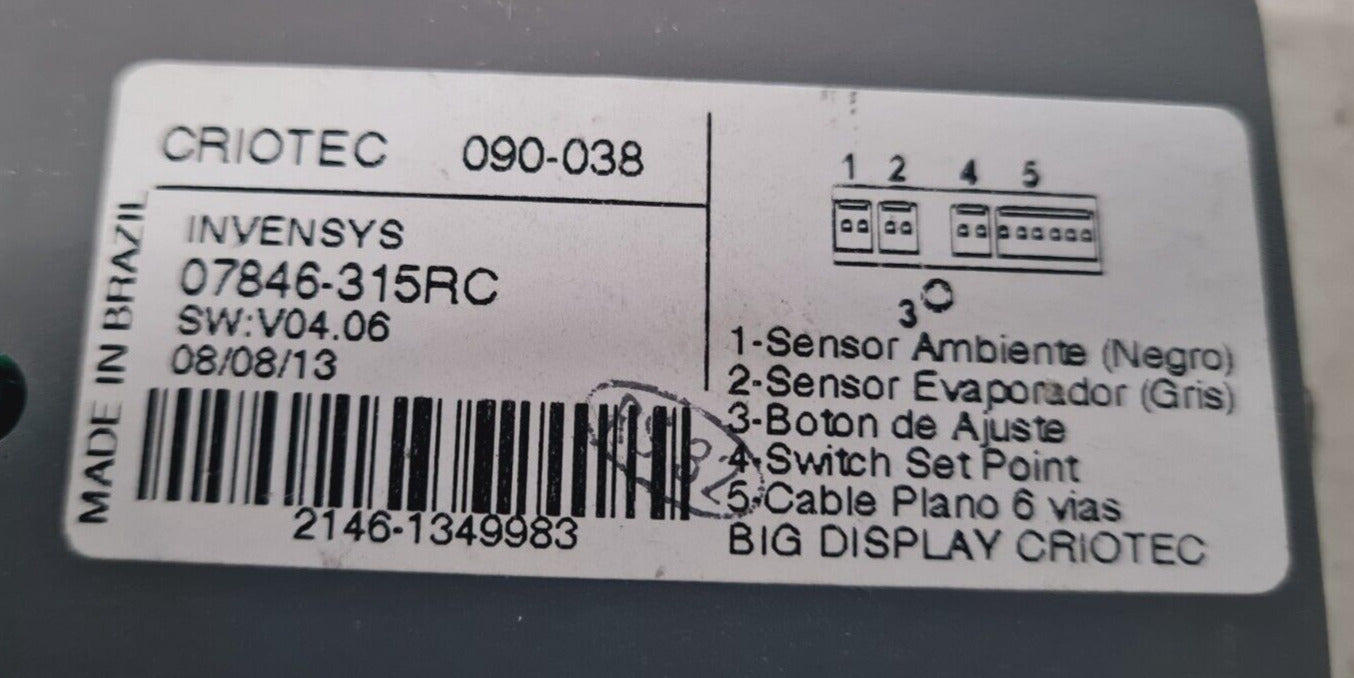 CRIOTEC 090-038
MADE IN BRAZIL
INVENSYS
07846-315RC
SW:V04.06
08/08/13
2146-1349983
1 2 4 5
3
1-Sensor Ambiente (Negro)
2-Sensor Evaporador (Gris)
3-Boton de Ajuste
4-Switch Set Point
5-Cable Plano 6 vias
BIG DISPLAY CRIOTEC